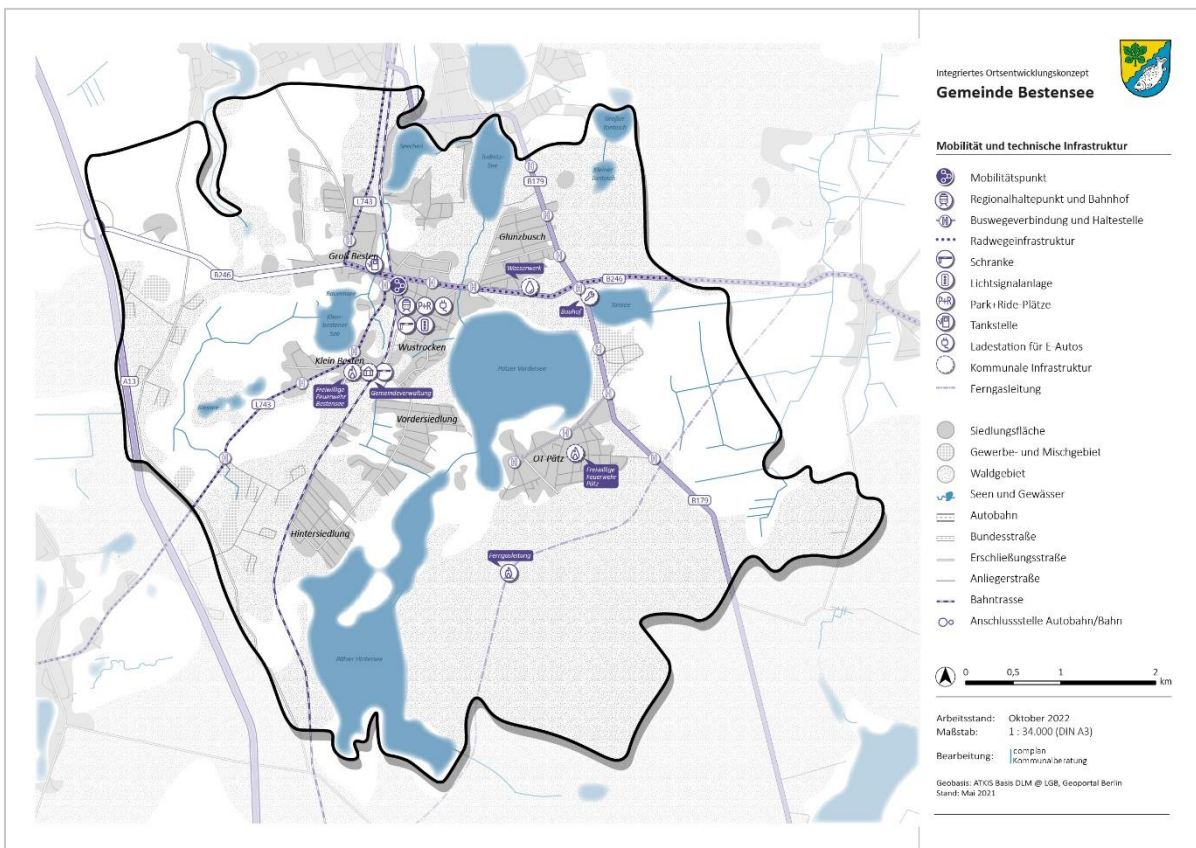 Integriertes Ortsentwicklungskonzept
Gemeinde Bestensee
Mobilität und technische Infrastruktur
Mobilitätspunkt
Regionalhaltepunkt und Bahnhof
Buswegeverbindung und Haltestelle
Radwegeinfrastruktur
Schranke
Lichtsignalanlage
P+R Park+Ride-Plätze
Tankstelle
Ladestation für E-Autos
Kommunale Infrastruktur
Ferngasleitung
Siedlungsfläche
Gewerbe- und Mischgebiet
Waldgebiet
Seen und Gewässer
Autobahn
Bundesstraße
Erschließungsstraße
Anliegerstraße
Bahntrasse
Anschlussstelle Autobahn/Bahn
0 0,5 1 2
km
Arbeitsstand: Oktober 2022
Maßstab: 1 : 34.000 (DIN A3)
Bearbeitung: complan
Kommunalberatung
Geobasis: ATKIS Basis DLM @ LGB, Geoportal Berlin
Stand: Mai 2021
Großer
Kleiner
B179
L743
Glunzbusch
Groß Besten
B246
Wasserwerk
B246
Bauhof
P+R
Wustrocken
Klein Besten
Pätzer Vordersee
A13
Freiwillige
Feuerwehr
Bestensee
Gemeindeverwaltung
L743
Vordersiedlung
OT Pätz
Freiwillige
Feuerwehr
Pätz
B179
Hintersiedlung
Ferngasleitung
Pätzer Hintersee